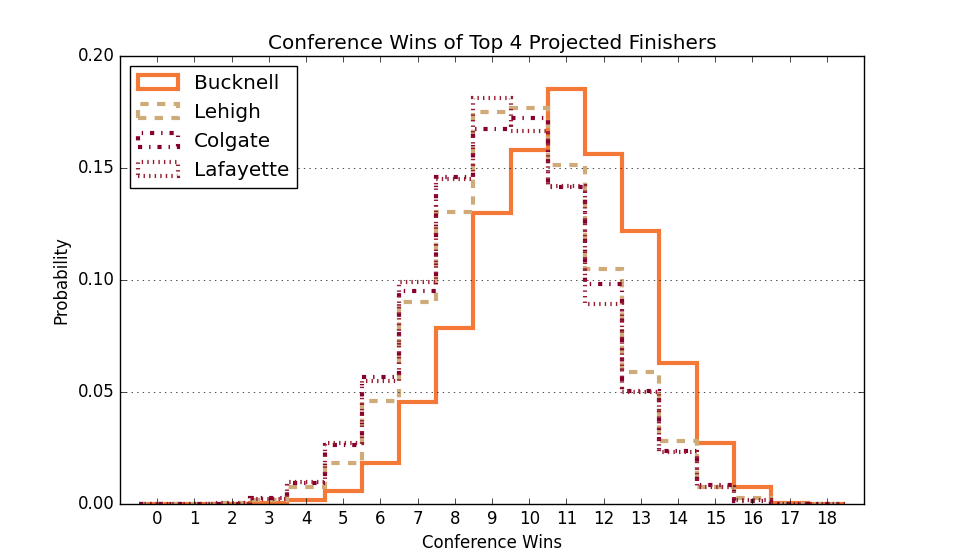 Conference Wins of Top 4 Projected Finishers
0.20
0.15
0.10
0.05
0.00
Probability
Bucknell
Lehigh
Colgate
Lafayette
0 1 2 3 4 5 6 7 8 9 10 11 12 13 14 15 16 17 18
Conference Wins